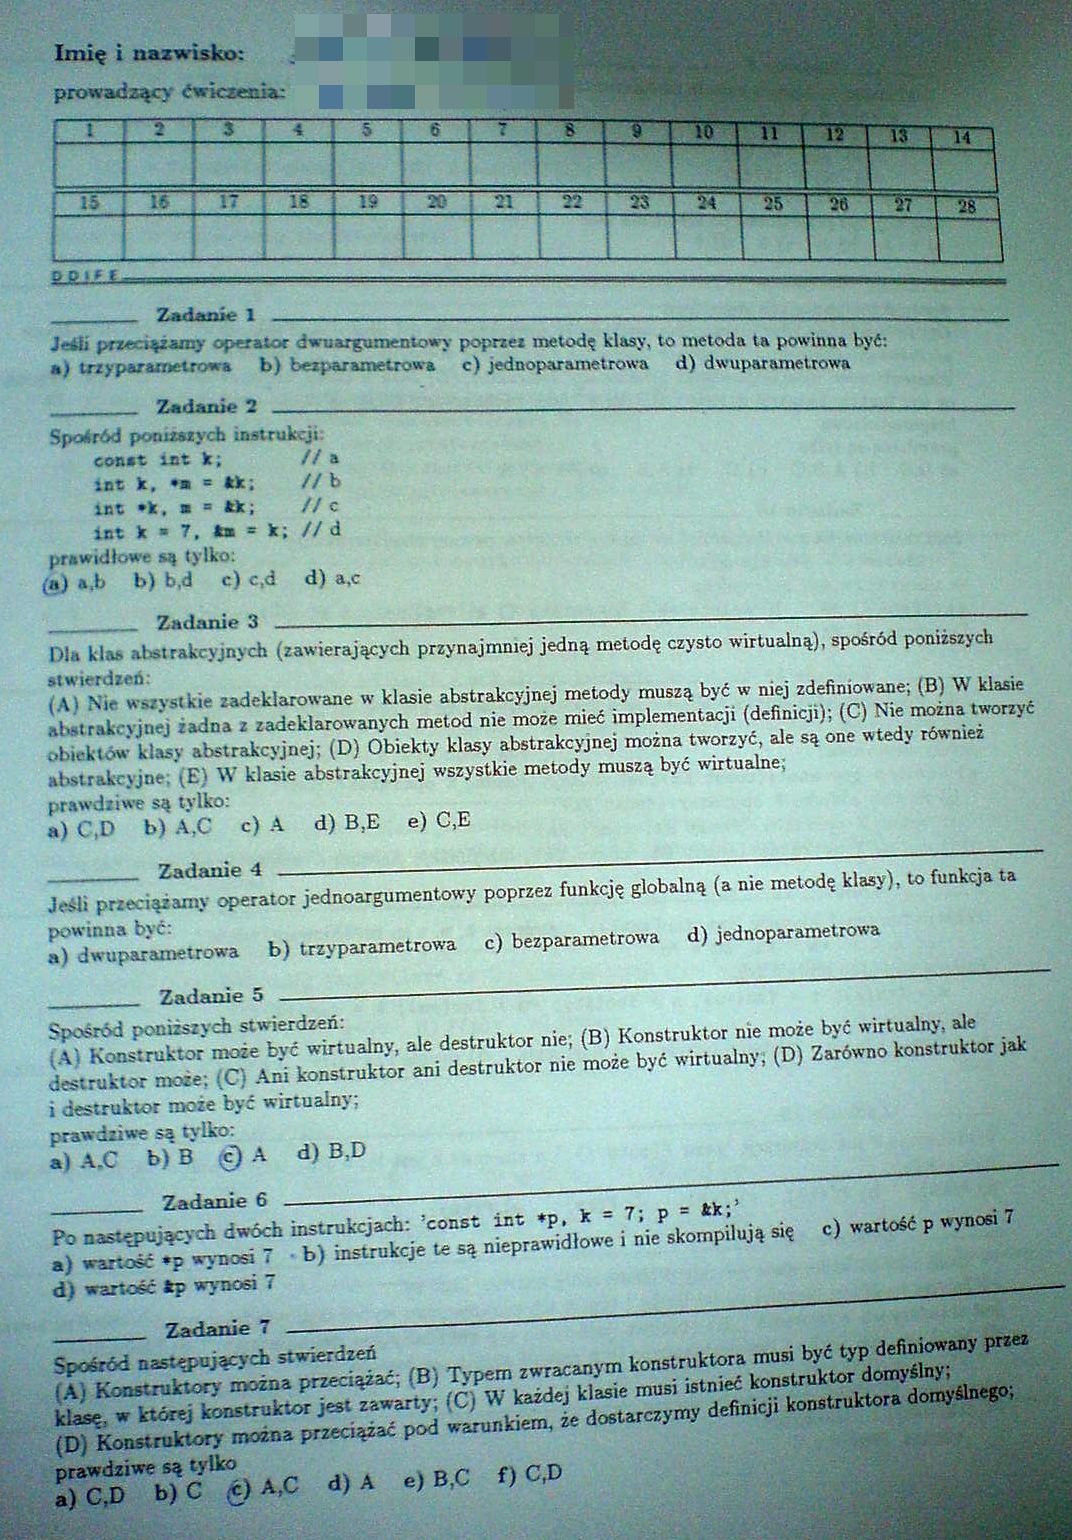 Imię i nazwisko:
prowadzący ćwiczenia:
1 2 3 4 5 6 7 8 9 10 11 12 13 14
15 16 17 18 19 20 21 22 23 24 25 26 27 28
D D I F E
Zadanie 1
Jeśli przeciążamy operator dwuargumentowy poprzez metodę klasy, to metoda ta powinna być:
a) trzyparametrowa b) bezparametrowa c) jednoparametrowa d) dwuparametrowa
Zadanie 2
Spośród poniższych instrukcji:
const int k; // a
int k, *m = &k; // b
int *k, m = &k; // c
int k = 7, &m = k; // d
prawidłowe są tylko:
a) a,b b) b,d c) c,d d) a,c
Zadanie 3
Dla klas abstrakcyjnych (zawierających przynajmniej jedną metodę czysto wirtualną), spośród poniższych
stwierdzeń:
(A) Nie wszystkie zadeklarowane w klasie abstrakcyjnej metody muszą być w niej zdefiniowane; (B) W klasie
abstrakcyjnej żadna z zadeklarowanych metod nie może mieć implementacji (definicji); (C) Nie można tworzyć
obiektów klasy abstrakcyjnej; (D) Obiekty klasy abstrakcyjnej można tworzyć, ale są one wtedy również
abstrakcyjne; (E) W klasie abstrakcyjnej wszystkie metody muszą być wirtualne;
prawdziwe są tylko:
a) C,D b) A,C c) A d) B,E e) C,E
Zadanie 4
Jeśli przeciążamy operator jednoargumentowy poprzez funkcję globalną (a nie metodę klasy), to funkcja ta
powinna być:
a) dwuparametrowa b) trzyparametrowa c) bezparametrowa d) jednoparametrowa
Zadanie 5
Spośród poniższych stwierdzeń:
(A) Konstruktor może być wirtualny, ale destruktor nie; (B) Konstruktor nie może być wirtualny, ale
destruktor może; (C) Ani konstruktor ani destruktor nie może być wirtualny; (D) Zarówno konstruktor jak
i destruktor może być wirtualny;
prawdziwe są tylko:
a) A,C b) B c) A d) B,D
Zadanie 6
Po następujących dwóch instrukcjach: 'const int *p, k = 7; p = &k;'
a) wartość *p wynosi 7 b) instrukcje te są nieprawidłowe i nie skompilują się c) wartość p wynosi 7
d) wartość &p wynosi 7
Zadanie 7
Spośród następujących stwierdzeń
(A) Konstruktory można przeciążać; (B) Typem zwracanym konstruktora musi być typ definiowany przez
klasę, w której konstruktor jest zawarty; (C) W każdej klasie musi istnieć konstruktor domyślny;
(D) Konstruktory można przeciążać pod warunkiem, że dostarczymy definicji konstruktora domyślnego;
prawdziwe są tylko
a) C,D b) C c) A,C d) A e) B,C f) C,D